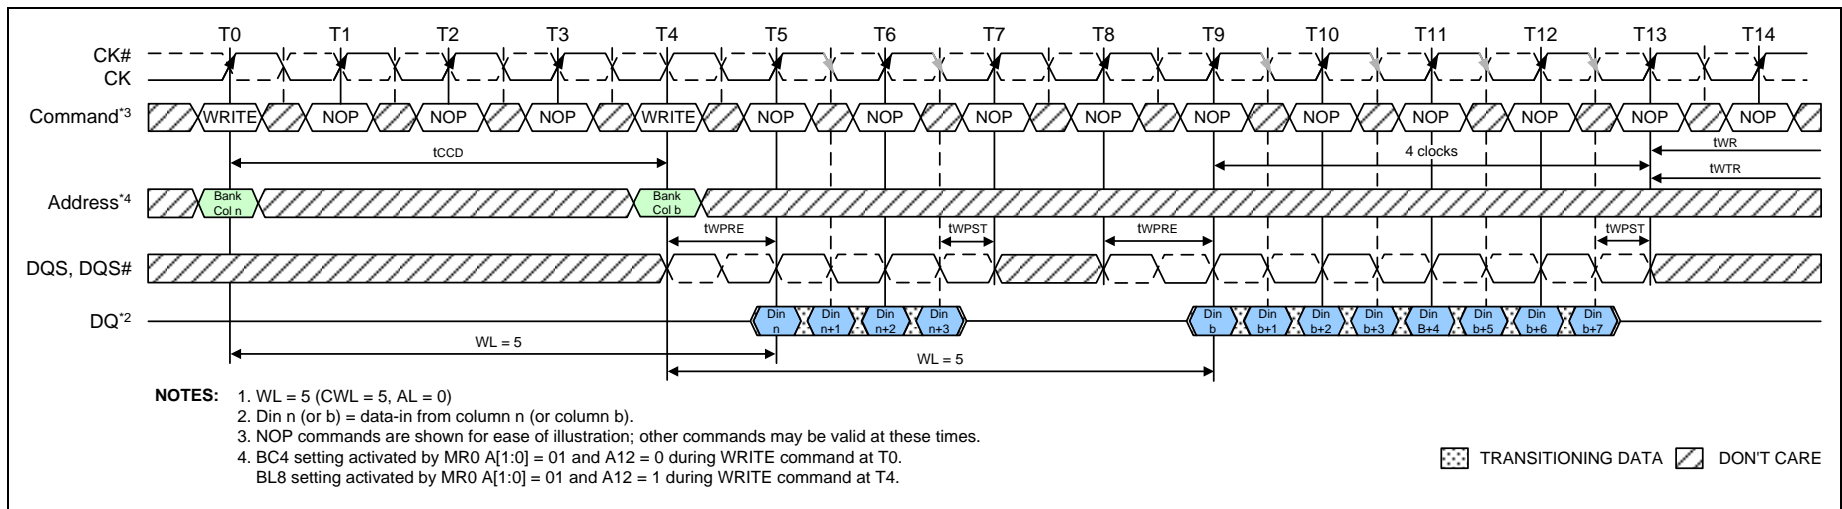 T0 T1 T2 T3 T4 T5 T6 T7 T8 T9 T10 T11 T12 T13 T14
CK#
CK
Command*3 WRITE NOP NOP NOP WRITE NOP NOP NOP NOP NOP NOP NOP NOP NOP NOP
tCCD 4 clocks tWR
tWTR
Address*4 Bank Col n Bank Col b
tWPRE tWPST tWPRE tWPST
DQS, DQS#
DQ*2 Din n Din n+1 Din n+2 Din n+3 Din b Din b+1 Din b+2 Din b+3 Din B+4 Din b+5 Din b+6 Din b+7
WL = 5
WL = 5
NOTES: 1. WL = 5 (CWL = 5, AL = 0)
2. Din n (or b) = data-in from column n (or column b).
3. NOP commands are shown for ease of illustration; other commands may be valid at these times.
4. BC4 setting activated by MR0 A[1:0] = 01 and A12 = 0 during WRITE command at T0.
BL8 setting activated by MR0 A[1:0] = 01 and A12 = 1 during WRITE command at T4.
TRANSITIONING DATA DON'T CARE